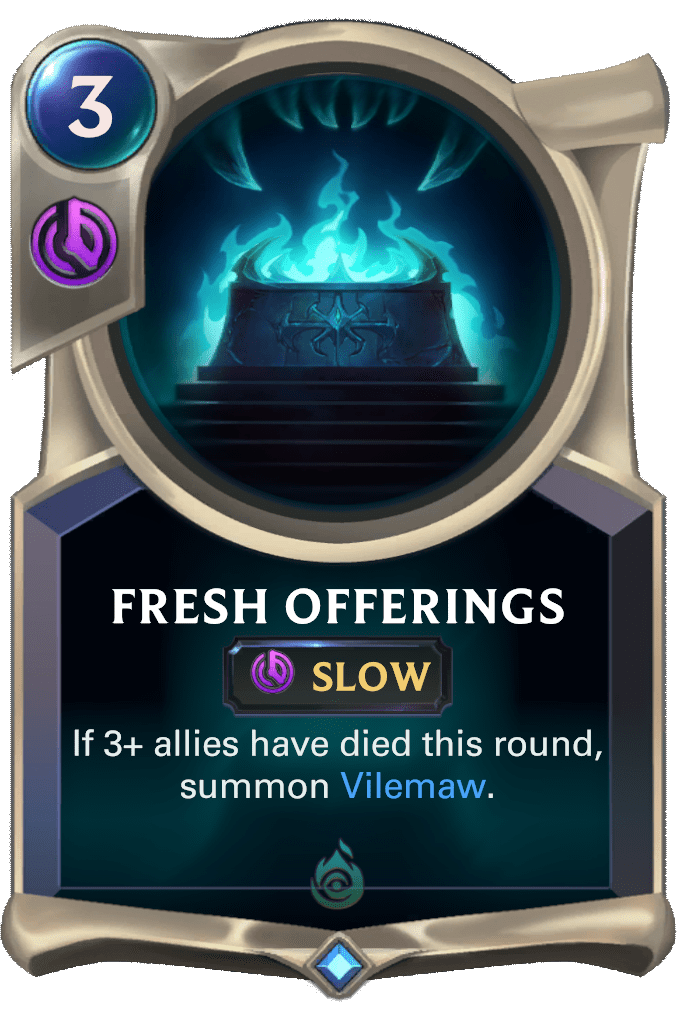 3
FRESH OFFERINGS
SLOW
If 3+ allies have died this round,
summon Vilemaw.